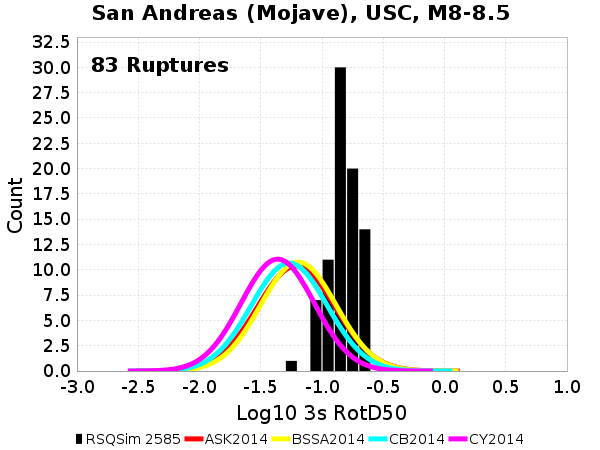 San Andreas (Mojave), USC, M8-8.5
83 Ruptures
Count
32.5
30.0
27.5
25.0
22.5
20.0
17.5
15.0
12.5
10.0
7.5
5.0
2.5
0.0
-3.0 -2.5 -2.0 -1.5 -1.0 -0.5 0.0 0.5 1.0
Log10 3s RotD50
RSQSim 2585 ASK2014 BSSA2014 CB2014 CY2014